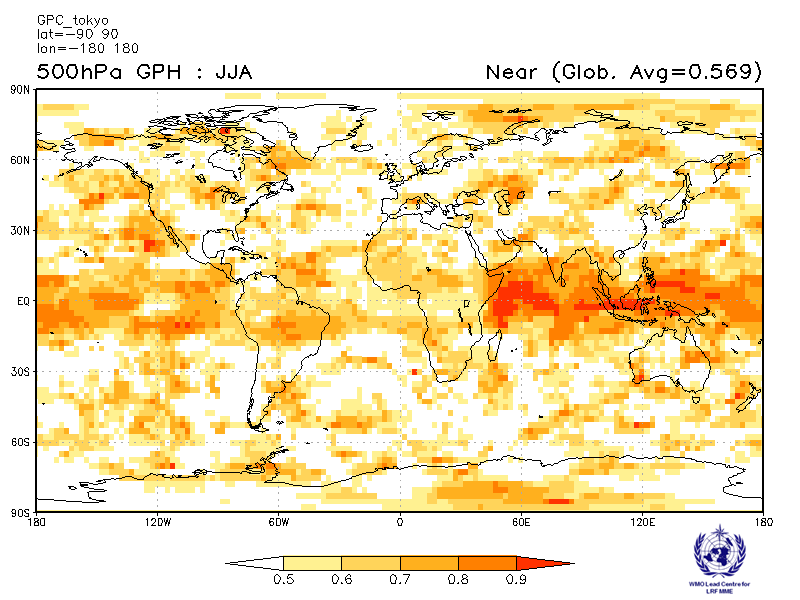 GPC_tokyo
lat=−90 90
lon=−180 180
500hPa GPH : JJA Near (Glob. Avg=0.569)
90N
60N
30N
EQ
30S
60S
90S
180 120W 60W 0 60E 120E 180
0.5 0.6 0.7 0.8 0.9
WMO Lead Centre for
LRF MME